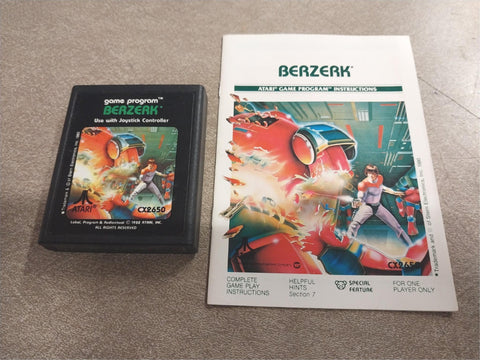 game program™
BERZERK*
Use with Joystick Controller
ATARI
CX2650
Label, Program & Audiovisual © 1982 ATARI, INC.
ALL RIGHTS RESERVED
BERZERK*
ATARI® GAME PROGRAM™ INSTRUCTIONS
CX2650
COMPLETE
GAME PLAY
INSTRUCTIONS
HELPFUL
HINTS
Section 7
SPECIAL
FEATURE
FOR ONE
PLAYER ONLY